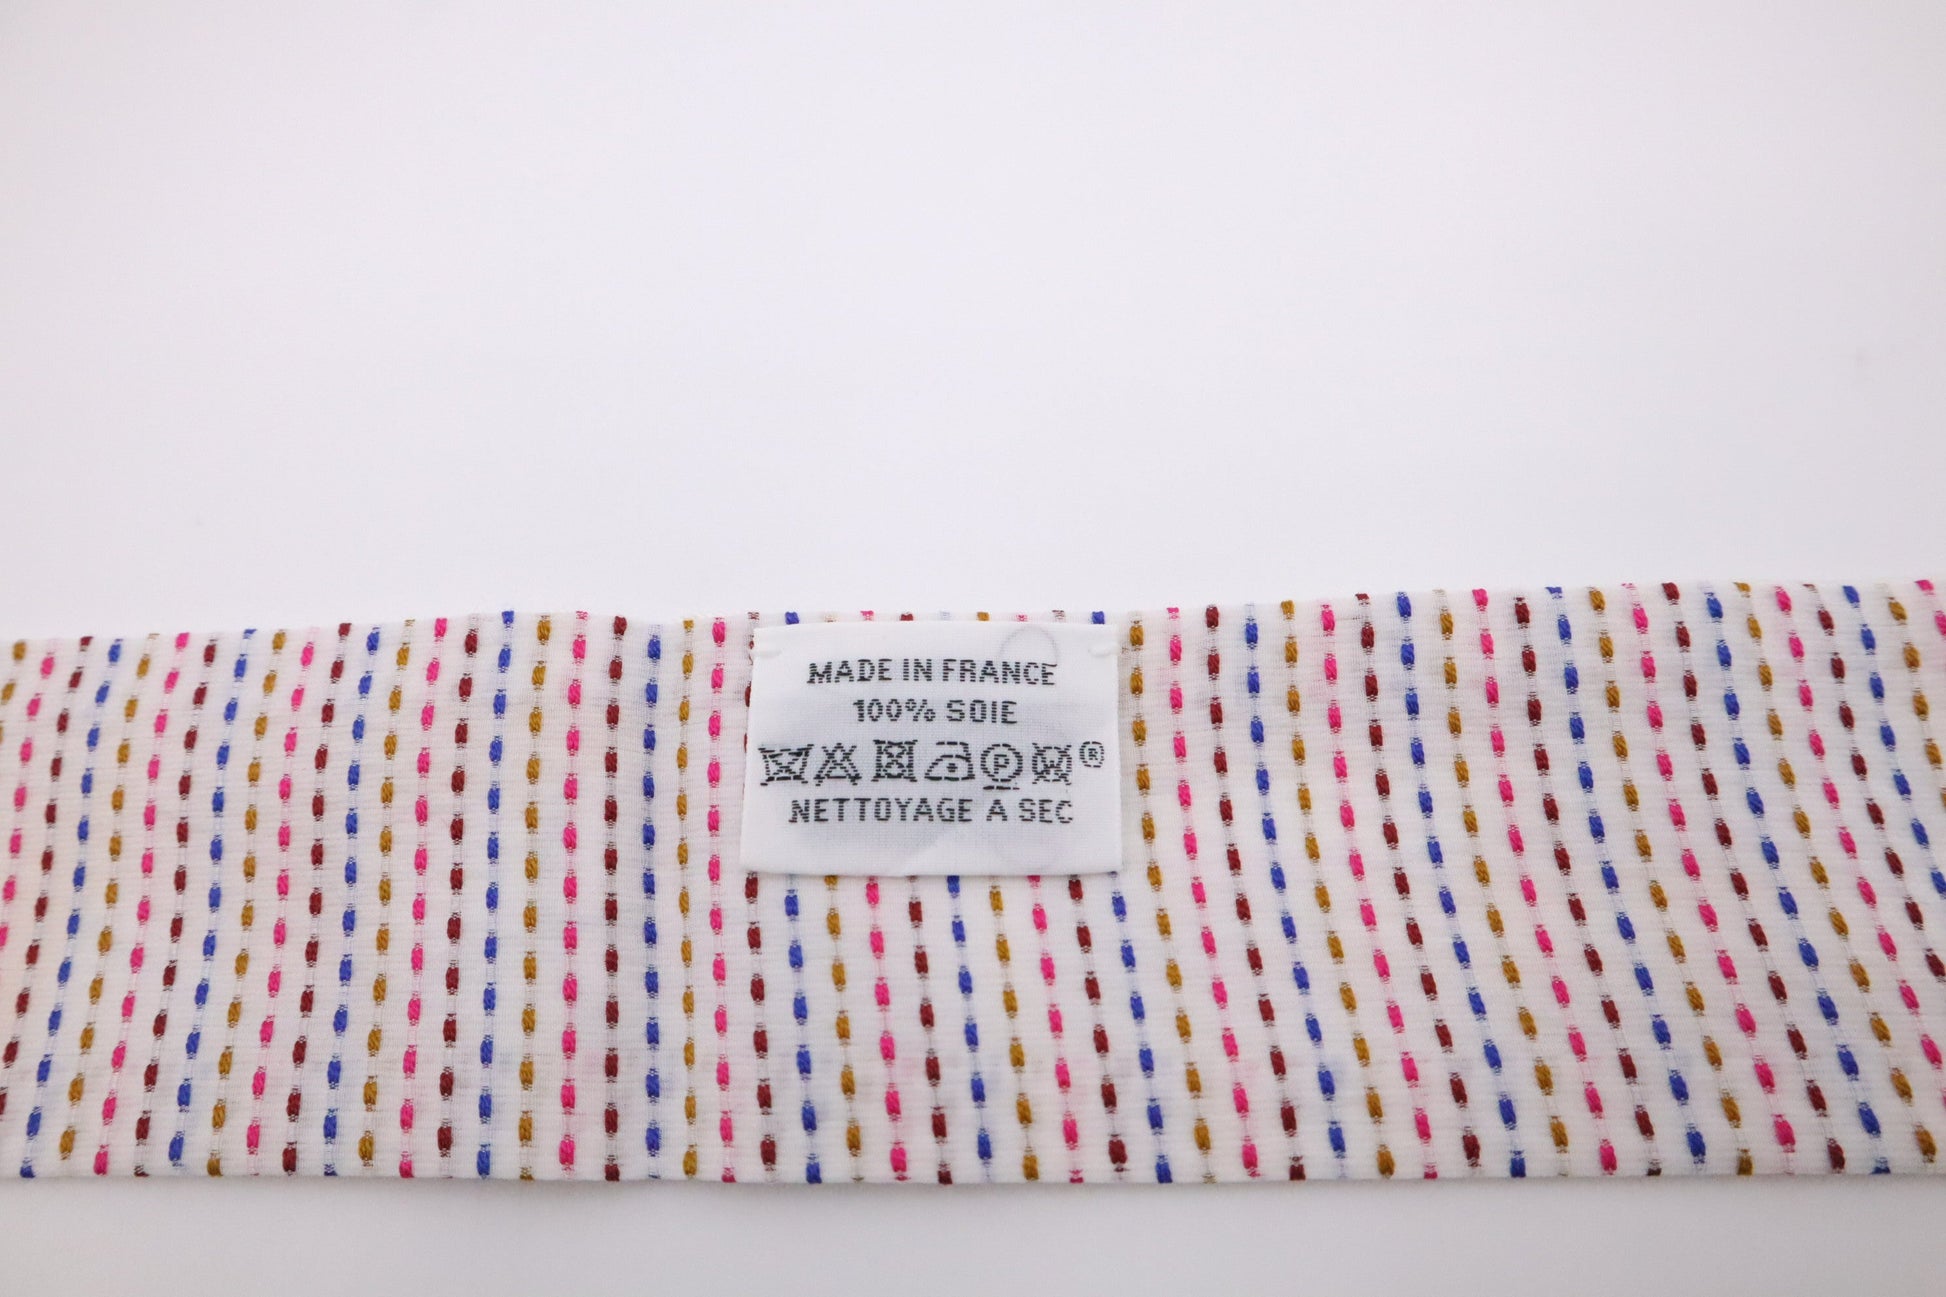 MADE IN FRANCE
100% SOIE
P ®
NETTOYAGE A SEC